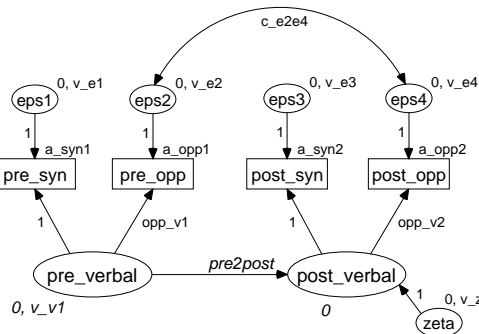 c_e2e4
0, v_e1
0, v_e2
0, v_e3
0, v_e4
eps1
eps2
eps3
eps4
1
1
1
1
a_syn1
a_opp1
a_syn2
a_opp2
pre_syn
pre_opp
post_syn
post_opp
1
opp_v1
1
opp_v2
pre2post
pre_verbal
post_verbal
0, v_v1
0
1
0, v_z
zeta